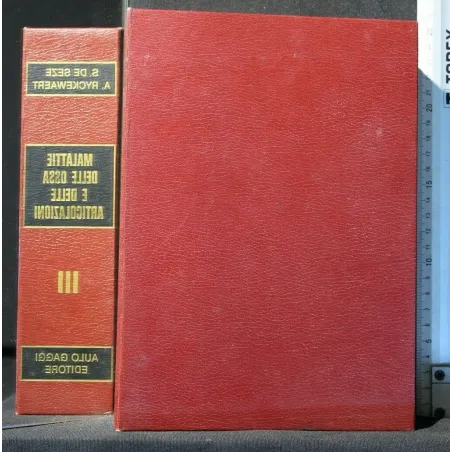 S. DE SEZE
A. RYCKEWAERT
MALATTIE
DELLE OSSA
E DELLE
ARTICOLAZIONI
III
AULO GAGGI
EDITORE